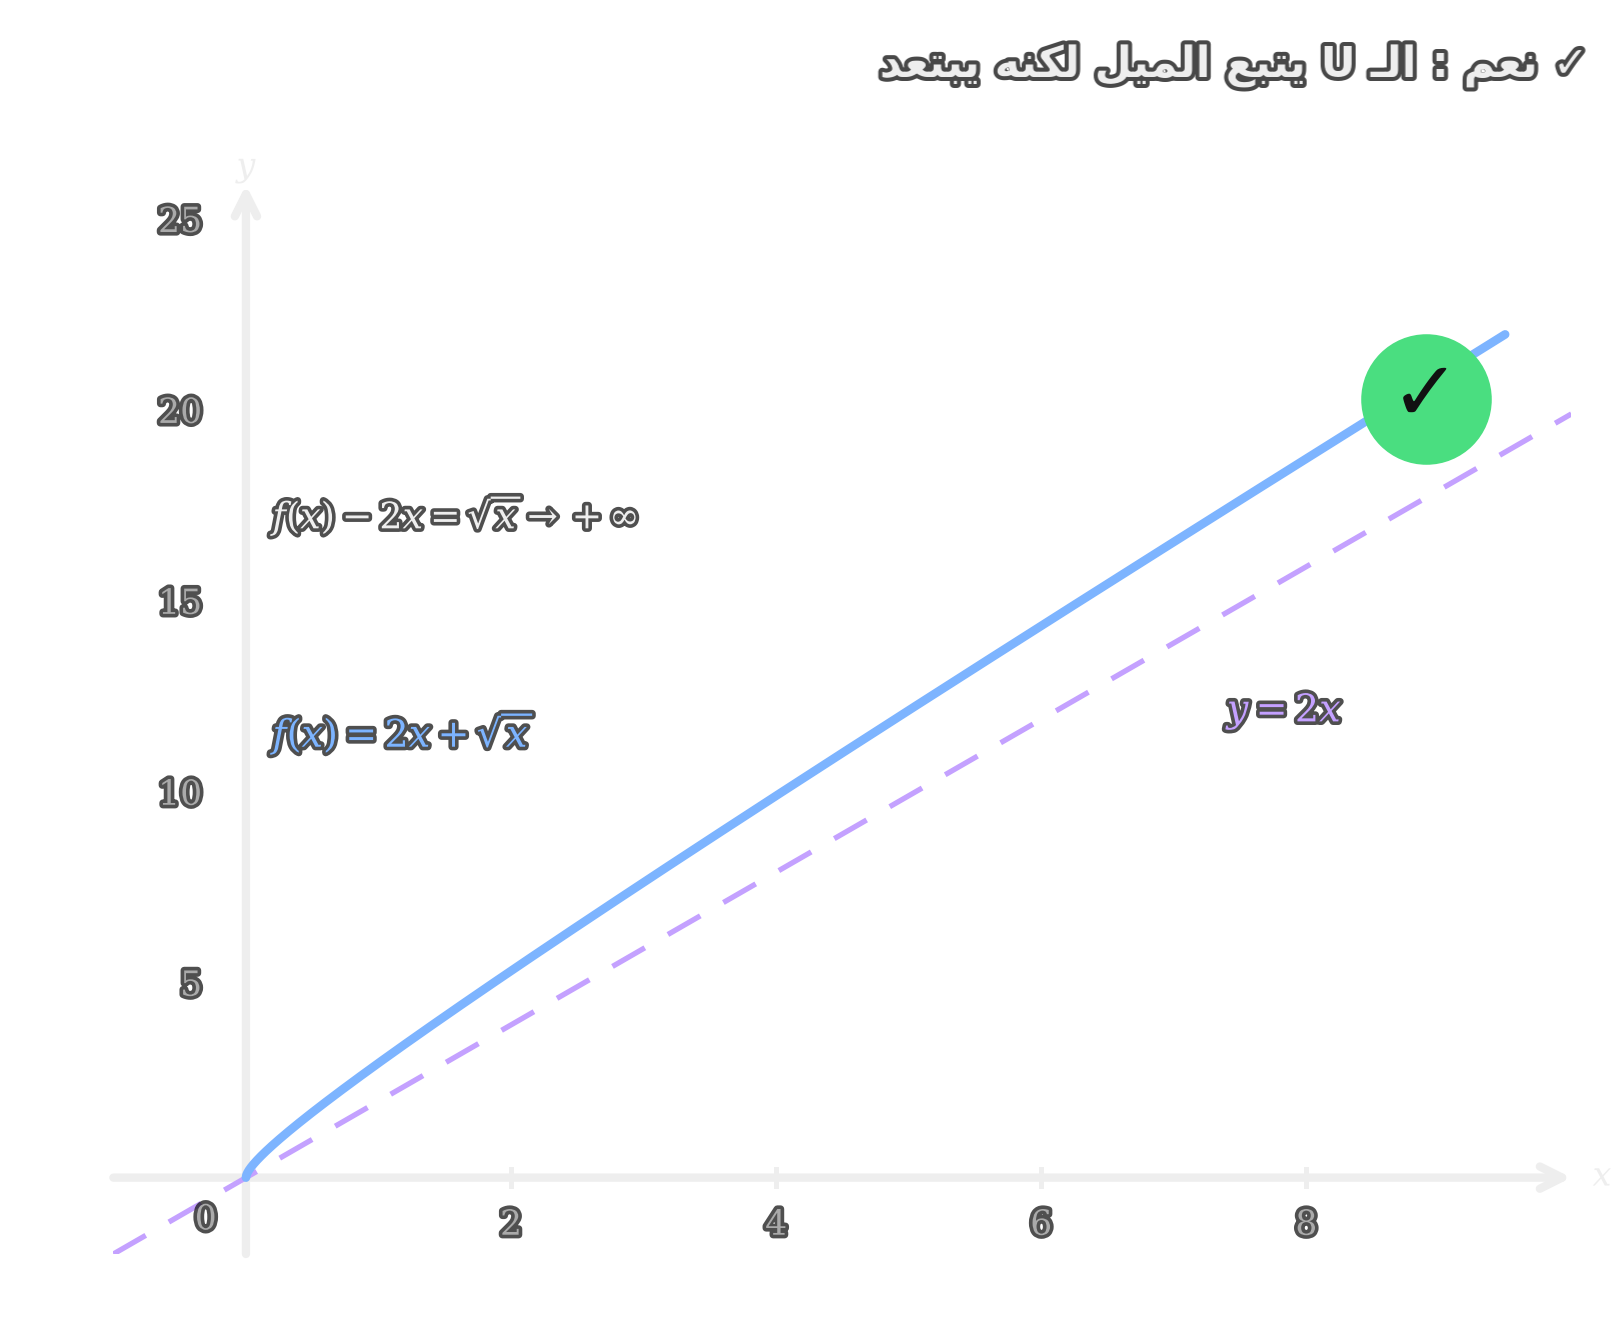 ✓ نعم : الـ U يتبع الميل لكنه يبتعد
y
25
20
✓
f(x) − 2x = √x → + ∞
15
y = 2x
f(x) = 2x + √x
10
5
x
0
2
4
6
8